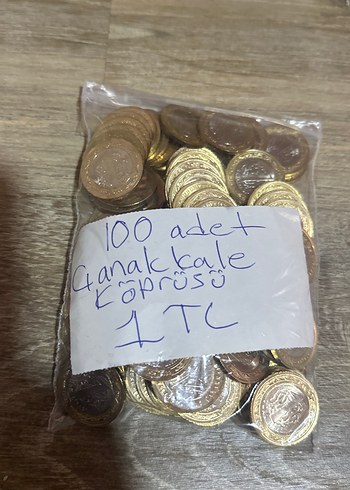 100 adet
Çanakkale
Köprüsü
1 TL